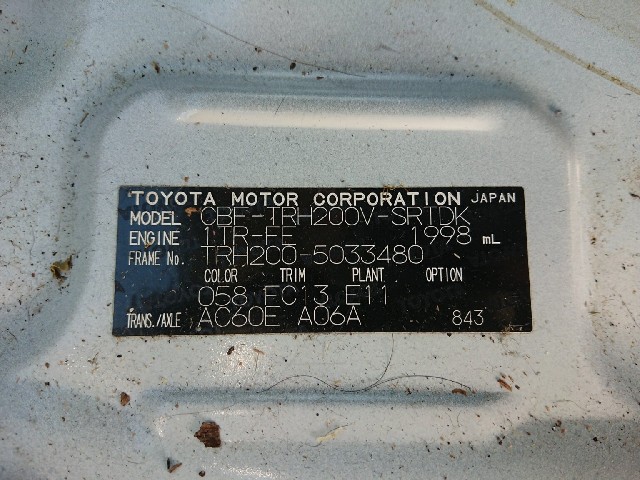 TOYOTA MOTOR CORPORATION JAPAN
MODEL CBF-TRH200V-SRTDK
ENGINE 1TR-FE 1998 mL
FRAME No. TRH200-5033480
COLOR TRIM PLANT OPTION
058 EC13 E11
TRANS./AXLE AC60E A06A 843